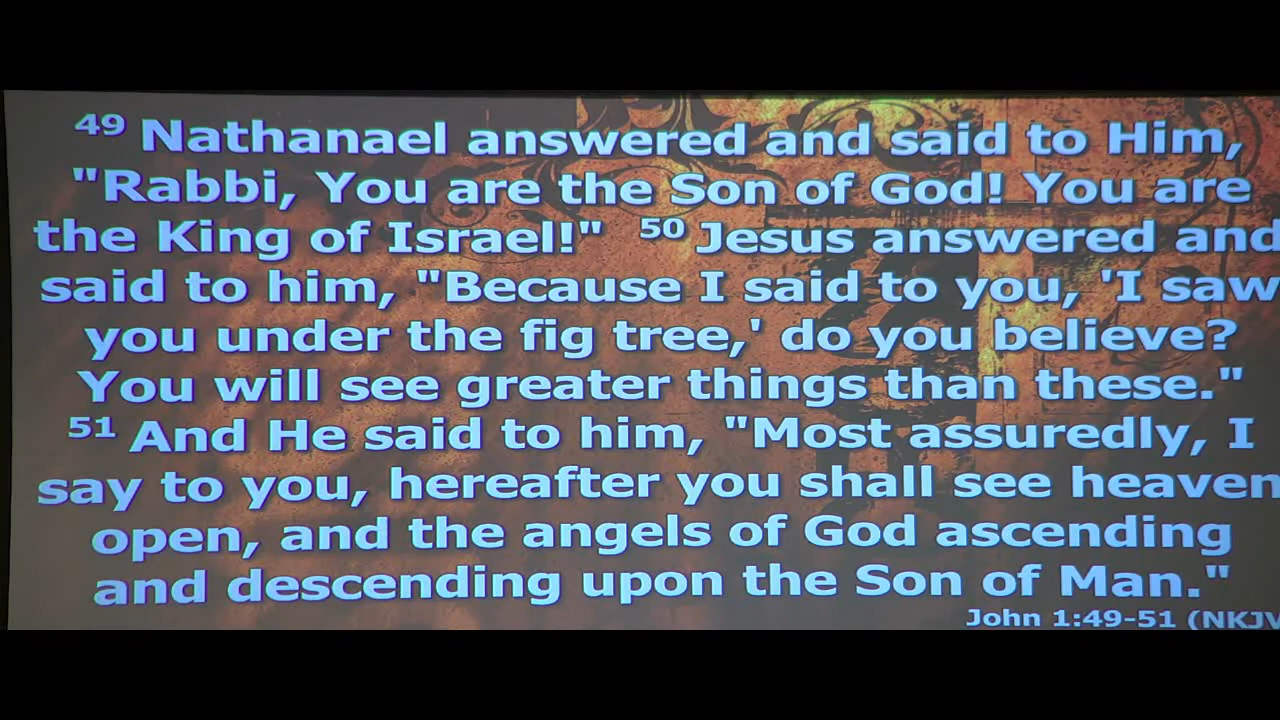 49 Nathanael answered and said to Him,
"Rabbi, You are the Son of God! You are
the King of Israel!" 50 Jesus answered and
said to him, "Because I said to you, 'I saw
you under the fig tree,' do you believe?
You will see greater things than these."
51 And He said to him, "Most assuredly, I
say to you, hereafter you shall see heaven
open, and the angels of God ascending
and descending upon the Son of Man."
John 1:49-51 (NKJV